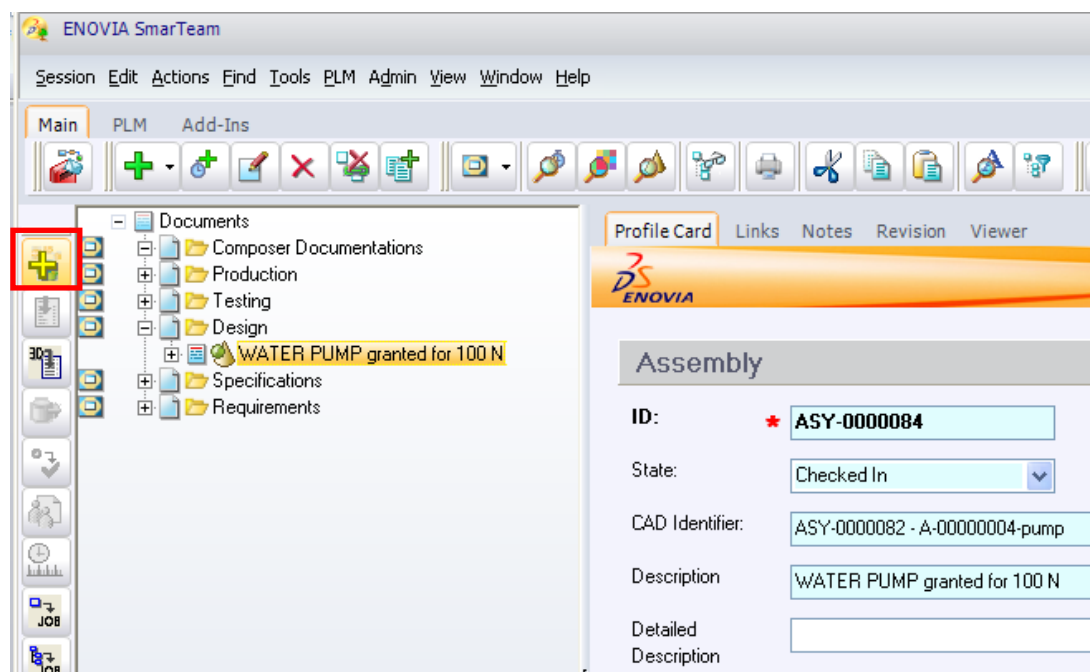 ENOVIA SmarTeam
Session Edit Actions Find Tools PLM Admin View Window Help
Main PLM Add-Ins
Documents
Composer Documentations
Production
Testing
Design
WATER PUMP granted for 100 N
Specifications
Requirements
3D
JOB
JOB
Profile Card Links Notes Revision Viewer
ENOVIA
Assembly
ID: * ASY-0000084
State: Checked In
CAD Identifier: ASY-0000082 - A-00000004-pump
Description WATER PUMP granted for 100 N
Detailed
Description